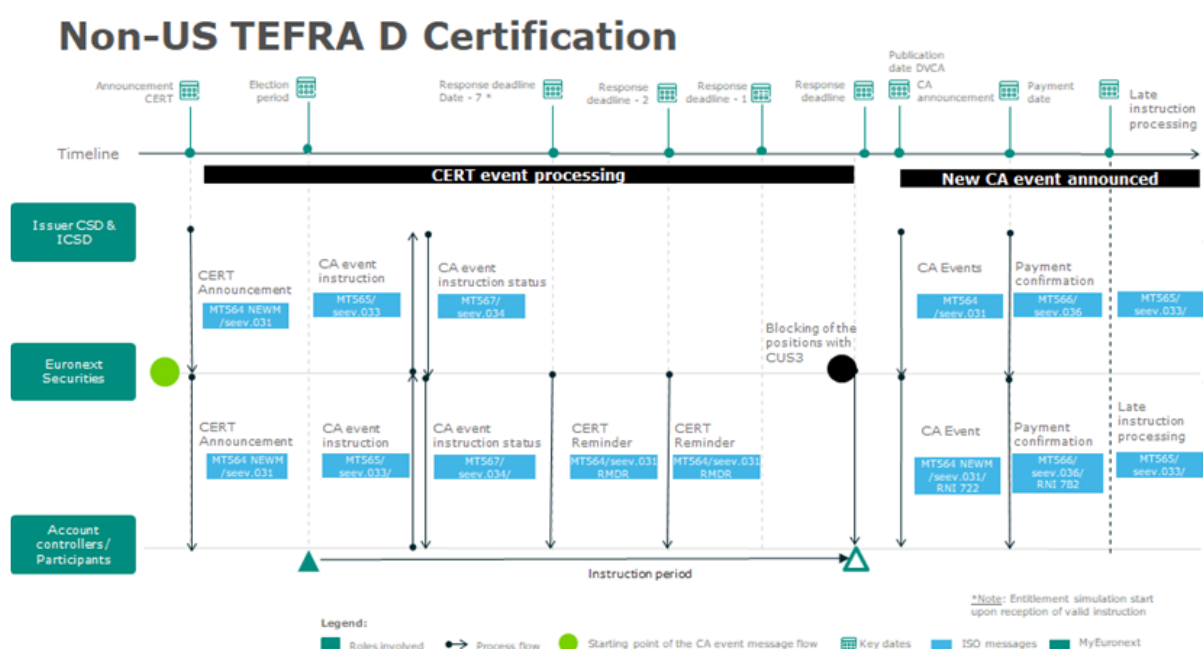 Non-US TEFRA D Certification
Announcement
CERT
Election
period
Response deadline
Date - 7 *
Response
deadline - 2
Response
deadline - 1
Response
deadline
Publication
date DVCA
CA
announcement
Payment
date
Late
instruction
processing
Timeline
CERT event processing
New CA event announced
Issuer CSD &
ICSD
CERT
Announcement
MT564 NEWM
/seev.031
CA event
instruction
MT565/
seev.033
CA event
instruction status
MT567/
seev.034
CA Events
MT564
/seev.031
Payment
confirmation
MT566/
seev.036
MT565/
seev.033/
Blocking of the
positions with
CUS3
Euronext
Securities
CERT
Announcement
MT564 NEWM
/seev.031
CA event
instruction
MT565/
seev.033/
CA event
instruction status
MT567/
seev.034/
CERT
Reminder
MT564/seev.031
RMDR
CERT
Reminder
MT564/seev.031
RMDR
CA Event
MT564 NEWM
/seev.031/
RNI 722
Payment
confirmation
MT566/
seev.036/
RNI 7B2
Late
instruction
processing
MT565/
seev.033/
Account
controllers/
Participants
Instruction period
*Note: Entitlement simulation start
upon reception of valid instruction
Legend:
Roles involved
Process flow
Starting point of the CA event message flow
Key dates
ISO messages
MyEuronext